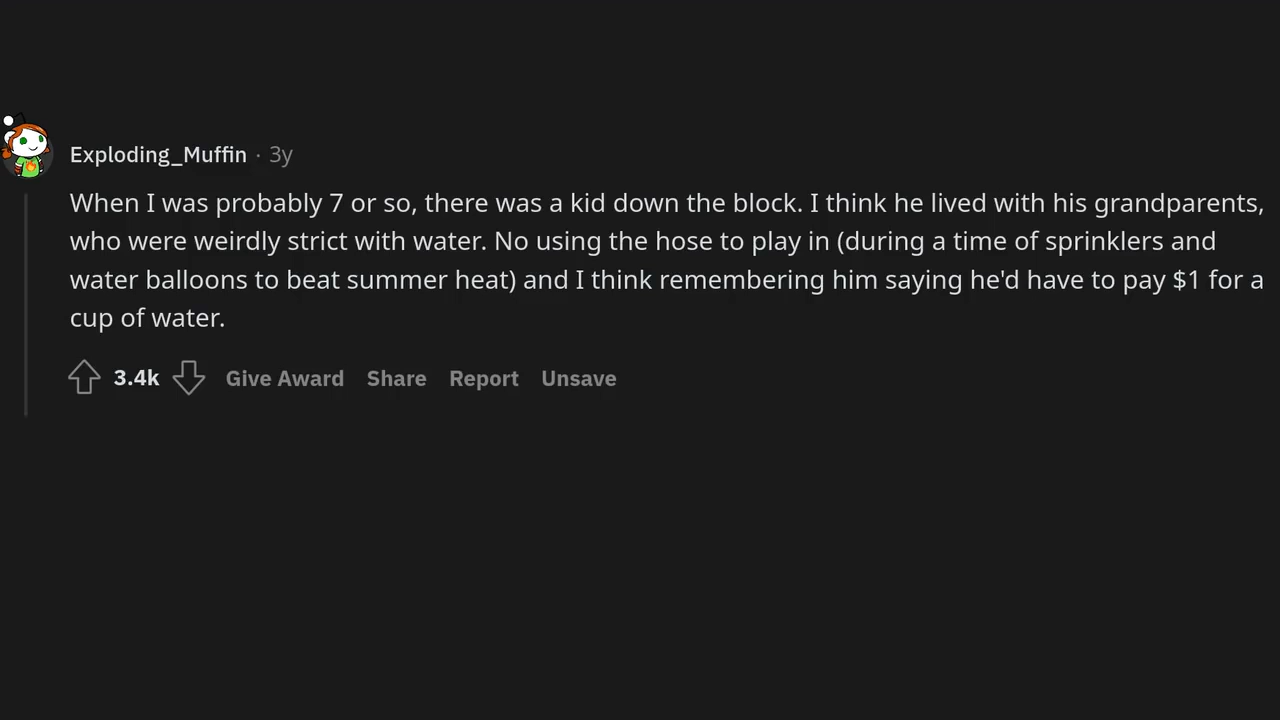 Exploding_Muffin · 3y
When I was probably 7 or so, there was a kid down the block. I think he lived with his grandparents,
who were weirdly strict with water. No using the hose to play in (during a time of sprinklers and
water balloons to beat summer heat) and I think remembering him saying he'd have to pay $1 for a
cup of water.
3.4k Give Award Share Report Unsave